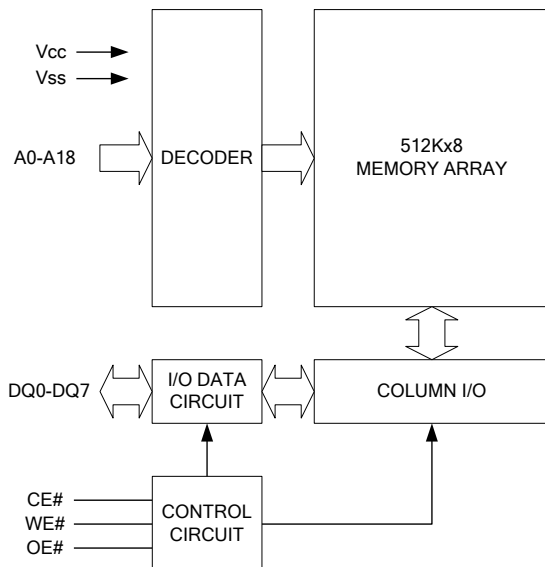 Vcc
Vss
A0-A18
DECODER
512Kx8
MEMORY ARRAY
DQ0-DQ7
I/O DATA
CIRCUIT
COLUMN I/O
CE#
WE#
OE#
CONTROL
CIRCUIT